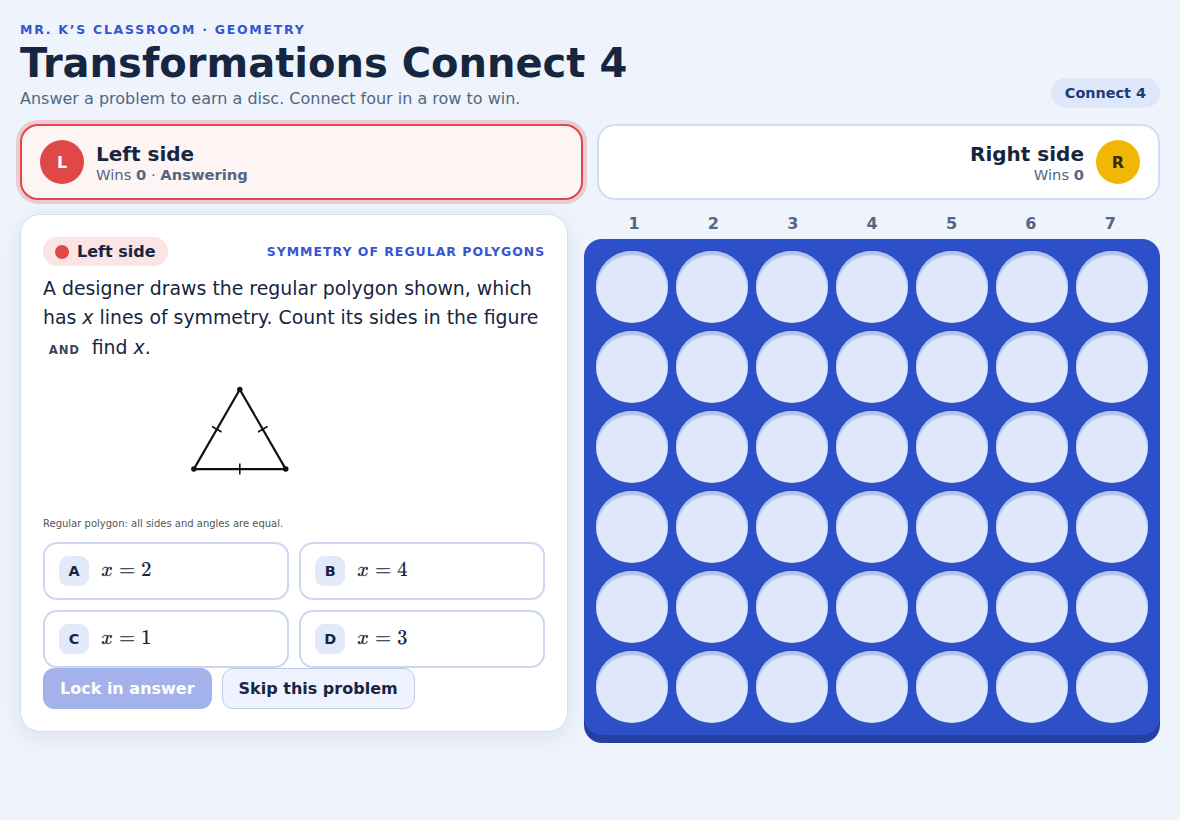 MR. K’S CLASSROOM · GEOMETRY
Transformations Connect 4
Answer a problem to earn a disc. Connect four in a row to win.
Connect 4
L
Left side
Wins 0 · Answering
Right side
Wins 0
R
Left side
SYMMETRY OF REGULAR POLYGONS
A designer draws the regular polygon shown, which
has x lines of symmetry. Count its sides in the figure
AND find x.
Regular polygon: all sides and angles are equal.
A x = 2
B x = 4
C x = 1
D x = 3
Lock in answer
Skip this problem
1 2 3 4 5 6 7